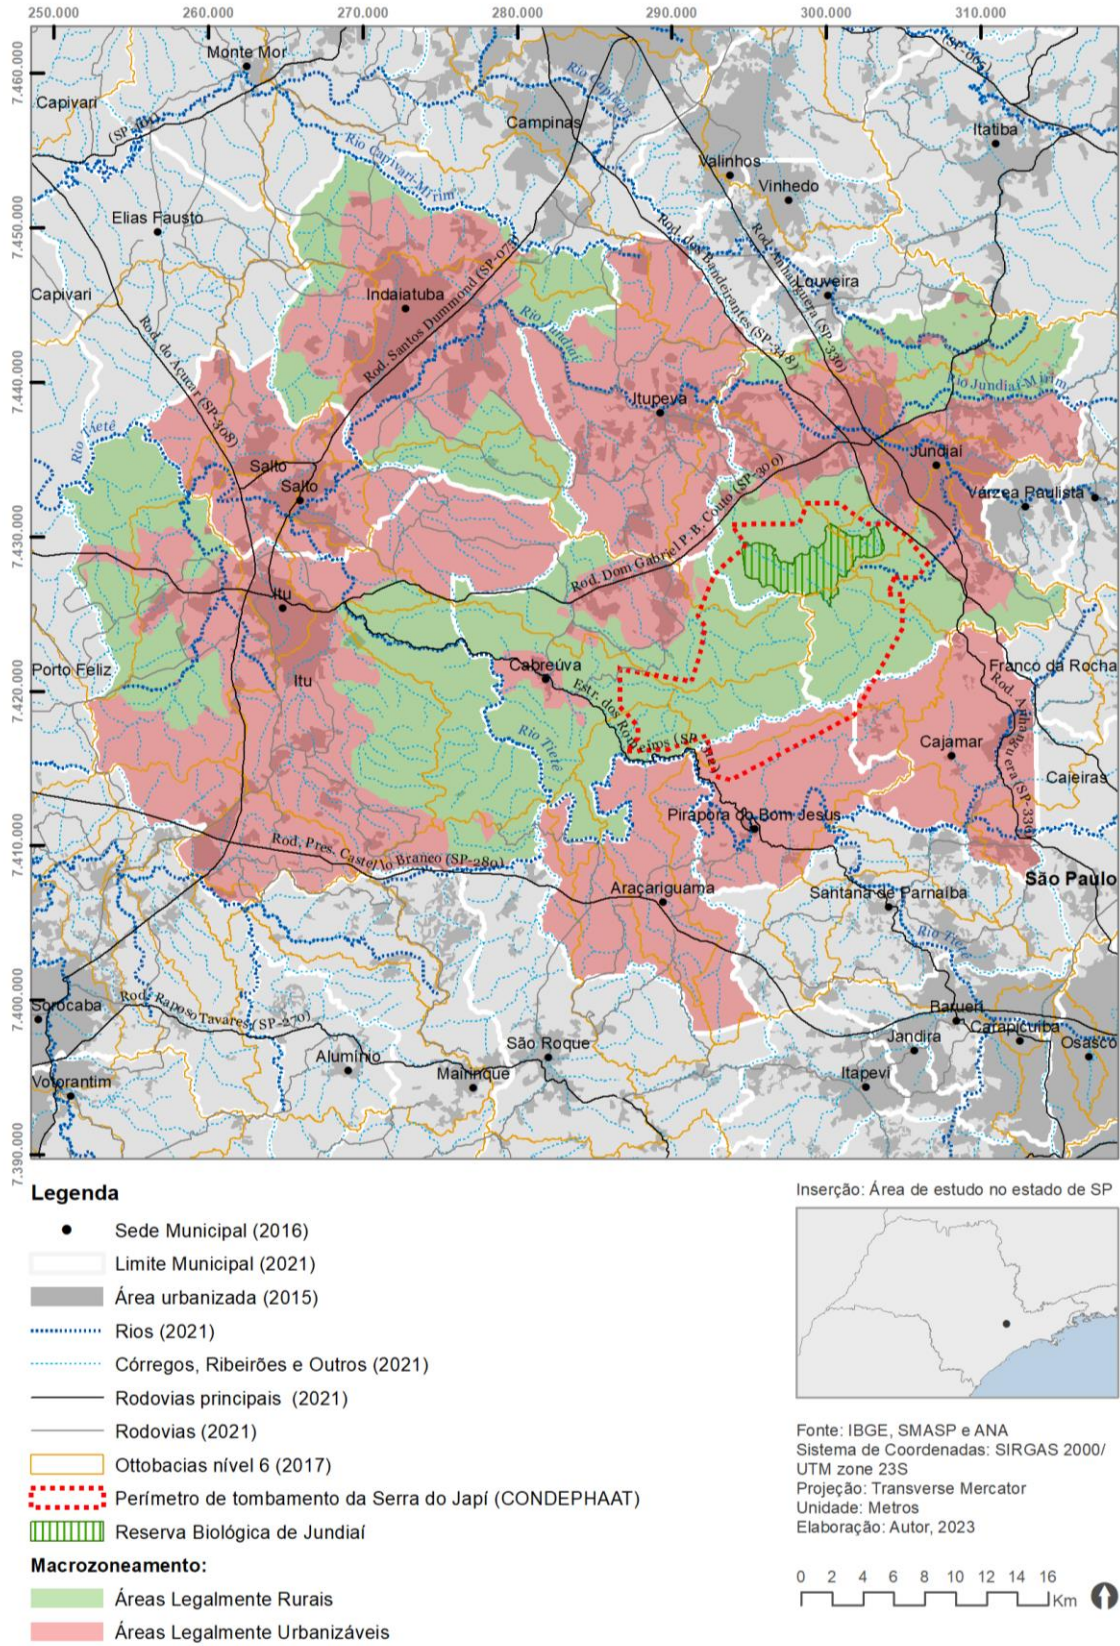 250.000 260.000 270.000 280.000 290.000 300.000 310.000
7.460.000
7.450.000
7.440.000
7.430.000
7.420.000
7.410.000
7.400.000
7.390.000
Monte Mor
Capivari
Campinas
Itatiba
Rio Capivari-Mirim
Valinhos
Vinhedo
Elias Fausto
Capivari
Rod. do Açúcar (SP-308)
Indaiatuba
Rod. Santos Dummond (SP-073)
Rod. dos Bandeirantes (SP-348)
Rod. Anhanguera (SP-330)
Louveira
Rio Jundiaí
Rio Jundiaí-Mirim
Itupeva
Rio Tietê
Jundiaí
Salto
Salto
Várzea Paulista
Rod. Dom Gabriel P. B. Couto (SP-300)
Itu
Porto Feliz
Itu
Cabreúva
Franco da Rocha
Estr. dos Romeiros (SP-312)
Rio Tietê
Rod. Anhanguera (SP-330)
Cajamar
Caieiras
Pirapora do Bom Jesus
Rod. Pres. Castello Branco (SP-280)
Araçariguama
Santana de Parnaíba
São Paulo
Sorocaba
Rod. Raposo Tavares (SP-270)
Barueri
Carapicuíba
Jandira
Osasco
São Roque
Alumínio
Mairinque
Itapevi
Votorantim
Legenda
Sede Municipal (2016)
Limite Municipal (2021)
Área urbanizada (2015)
Rios (2021)
Córregos, Ribeirões e Outros (2021)
Rodovias principais (2021)
Rodovias (2021)
Ottobacias nível 6 (2017)
Perímetro de tombamento da Serra do Japí (CONDEPHAAT)
Reserva Biológica de Jundiaí
Macrozoneamento:
Áreas Legalmente Rurais
Áreas Legalmente Urbanizáveis
Inserção: Área de estudo no estado de SP
Fonte: IBGE, SMASP e ANA
Sistema de Coordenadas: SIRGAS 2000/
UTM zone 23S
Projeção: Transverse Mercator
Unidade: Metros
Elaboração: Autor, 2023
0 2 4 6 8 10 12 14 16
Km